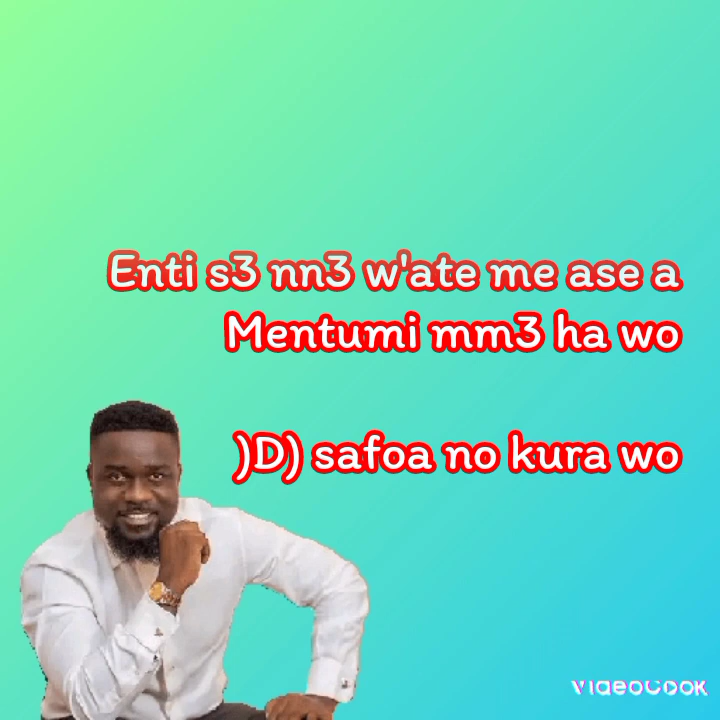 Enti s3 nn3 w'ate me ase a
Mentumi mm3 ha wo
)D) safoa no kura wo
VIDEOCOOK